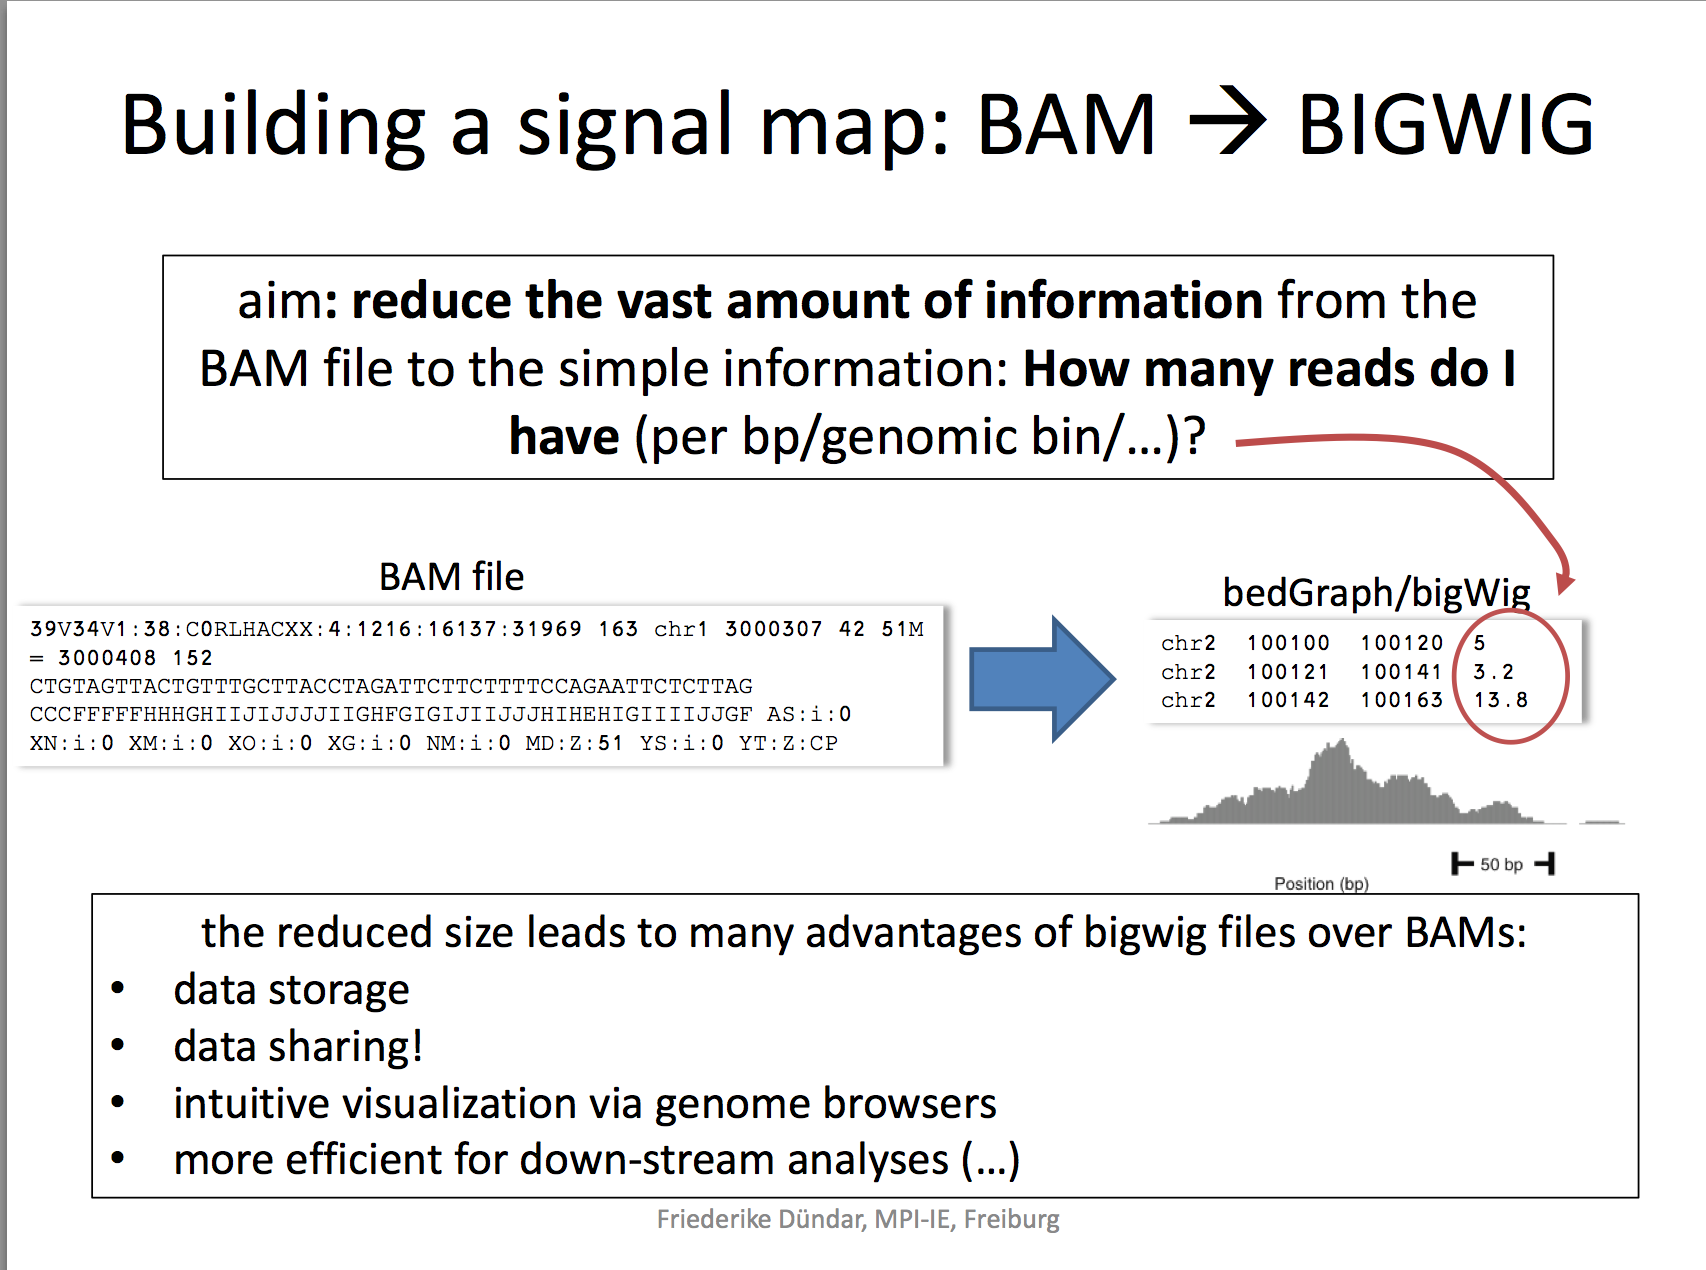 Building a signal map: BAM → BIGWIG
aim: reduce the vast amount of information from the
BAM file to the simple information: How many reads do I
have (per bp/genomic bin/…)?
BAM file
39V34V1:38:C0RLHACXX:4:1216:16137:31969 163 chr1 3000307 42 51M
= 3000408 152
CTGTAGTTACTGTTTGCTTACCTAGATTCTTCTTTTCCAGAATTCTCTTAG
CCCFFFFFHHHGHIIJIJJJJIIGHFGIGIJIIJJJHIHEHIGIIIIJJGF AS:i:0
XN:i:0 XM:i:0 XO:i:0 XG:i:0 NM:i:0 MD:Z:51 YS:i:0 YT:Z:CP
bedGraph/bigWig
chr2 100100 100120 5
chr2 100121 100141 3.2
chr2 100142 100163 13.8
50 bp
Position (bp)
the reduced size leads to many advantages of bigwig files over BAMs:
• data storage
• data sharing!
• intuitive visualization via genome browsers
• more efficient for down-stream analyses (…)
Friederike Dündar, MPI-IE, Freiburg